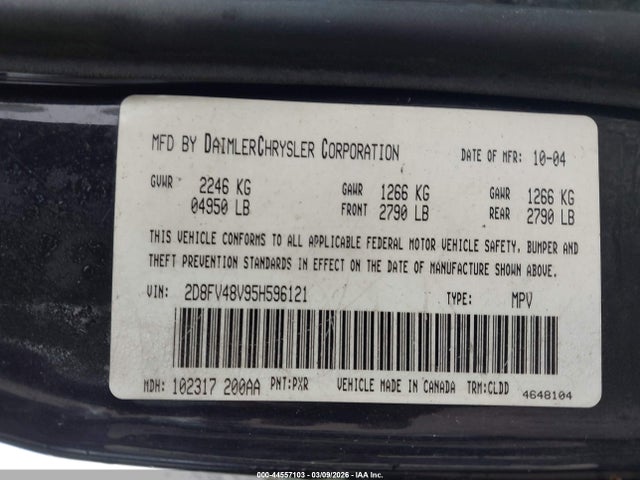 MFD BY DAIMLERCHRYSLER CORPORATION DATE OF MFR: 10-04
GVWR 2246 KG GAWR 1266 KG GAWR 1266 KG
04950 LB FRONT 2790 LB REAR 2790 LB
THIS VEHICLE CONFORMS TO ALL APPLICABLE FEDERAL MOTOR VEHICLE SAFETY, BUMPER AND
THEFT PREVENTION STANDARDS IN EFFECT ON THE DATE OF MANUFACTURE SHOWN ABOVE.
VIN: 2D8FV48V95H596121 TYPE: MPV
MDH: 102317 200AA PNT:PXR VEHICLE MADE IN CANADA TRM:CLDD 4648104
000-44557103 - 03/09/2026 - IAA Inc.